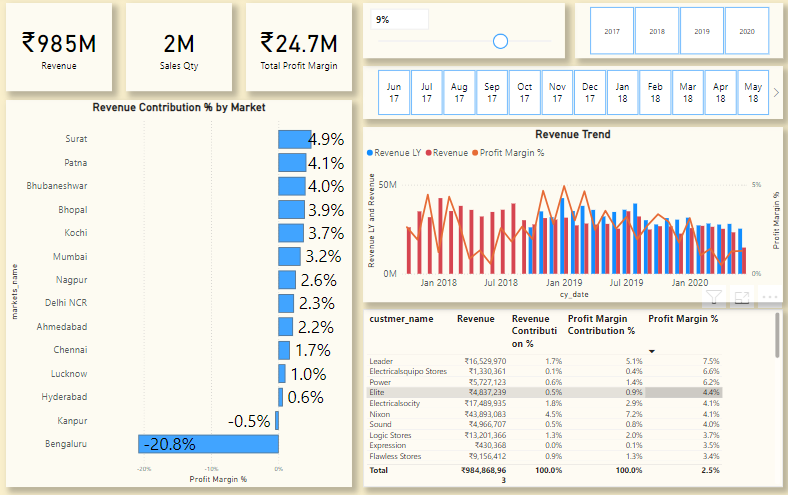 ₹985M
Revenue
2M
Sales Qty
₹24.7M
Total Profit Margin
9%
2017
2018
2019
2020
Jun 17
Jul 17
Aug 17
Sep 17
Oct 17
Nov 17
Dec 17
Jan 18
Feb 18
Mar 18
Apr 18
May 18
Revenue Contribution % by Market
markets_name
Surat 4.9%
Patna 4.1%
Bhubaneshwar 4.0%
Bhopal 3.9%
Kochi 3.7%
Mumbai 3.2%
Nagpur 2.6%
Delhi NCR 2.3%
Ahmedabad 2.2%
Chennai 1.7%
Lucknow 1.0%
Hyderabad 0.6%
Kanpur -0.5%
Bengaluru -20.8%
-20% -10% 0%
Profit Margin %
Revenue Trend
Revenue LY Revenue Profit Margin %
Revenue LY and Revenue
50M
0M
5%
0%
Profit Margin %
Jan 2018 Jul 2018 Jan 2019 Jul 2019 Jan 2020
cy_date
custmer_name Revenue Revenue Contributi on % Profit Margin Contribution % Profit Margin %
Leader ₹16,529,970 1.7% 5.1% 7.5%
Electricalsquipo Stores ₹1,330,361 0.1% 0.4% 6.6%
Power ₹5,727,123 0.6% 1.4% 6.2%
Elite ₹4,837,239 0.5% 0.9% 4.4%
Electricalsocity ₹17,489,935 1.8% 2.9% 4.1%
Nixon ₹43,893,083 4.5% 7.2% 4.1%
Sound ₹4,966,707 0.5% 0.8% 4.0%
Logic Stores ₹13,201,366 1.3% 2.0% 3.7%
Expression ₹430,368 0.0% 0.1% 3.5%
Flawless Stores ₹9,156,412 0.9% 1.3% 3.4%
Total ₹984,868,96 3 100.0% 100.0% 2.5%